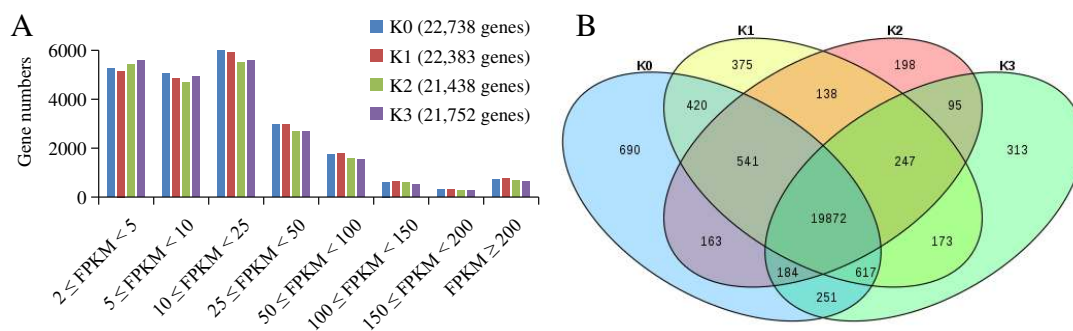 A
Gene numbers
6000
4000
2000
0
K0 (22,738 genes)
K1 (22,383 genes)
K2 (21,438 genes)
K3 (21,752 genes)
2 ≤ FPKM < 5
5 ≤ FPKM < 10
10 ≤ FPKM < 25
25 ≤ FPKM < 50
50 ≤ FPKM < 100
100 ≤ FPKM < 150
150 ≤ FPKM < 200
FPKM ≥ 200
B
K1
K2
K0
K3
375
198
420
138
95
690
541
247
313
19872
163
173
184
617
251